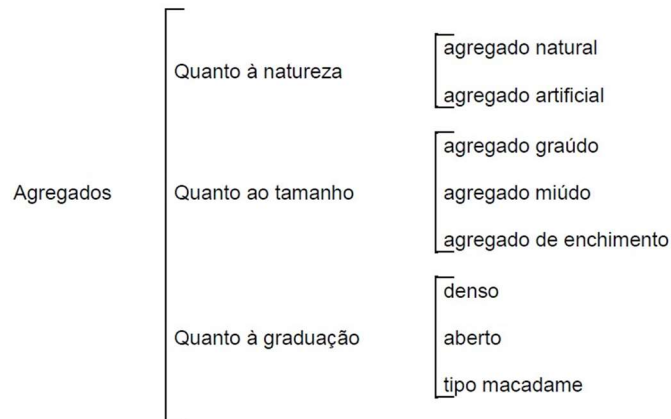 agregado natural
Quanto à natureza
agregado artificial
agregado graúdo
Agregados
Quanto ao tamanho
agregado miúdo
agregado de enchimento
denso
Quanto à graduação
aberto
tipo macadame